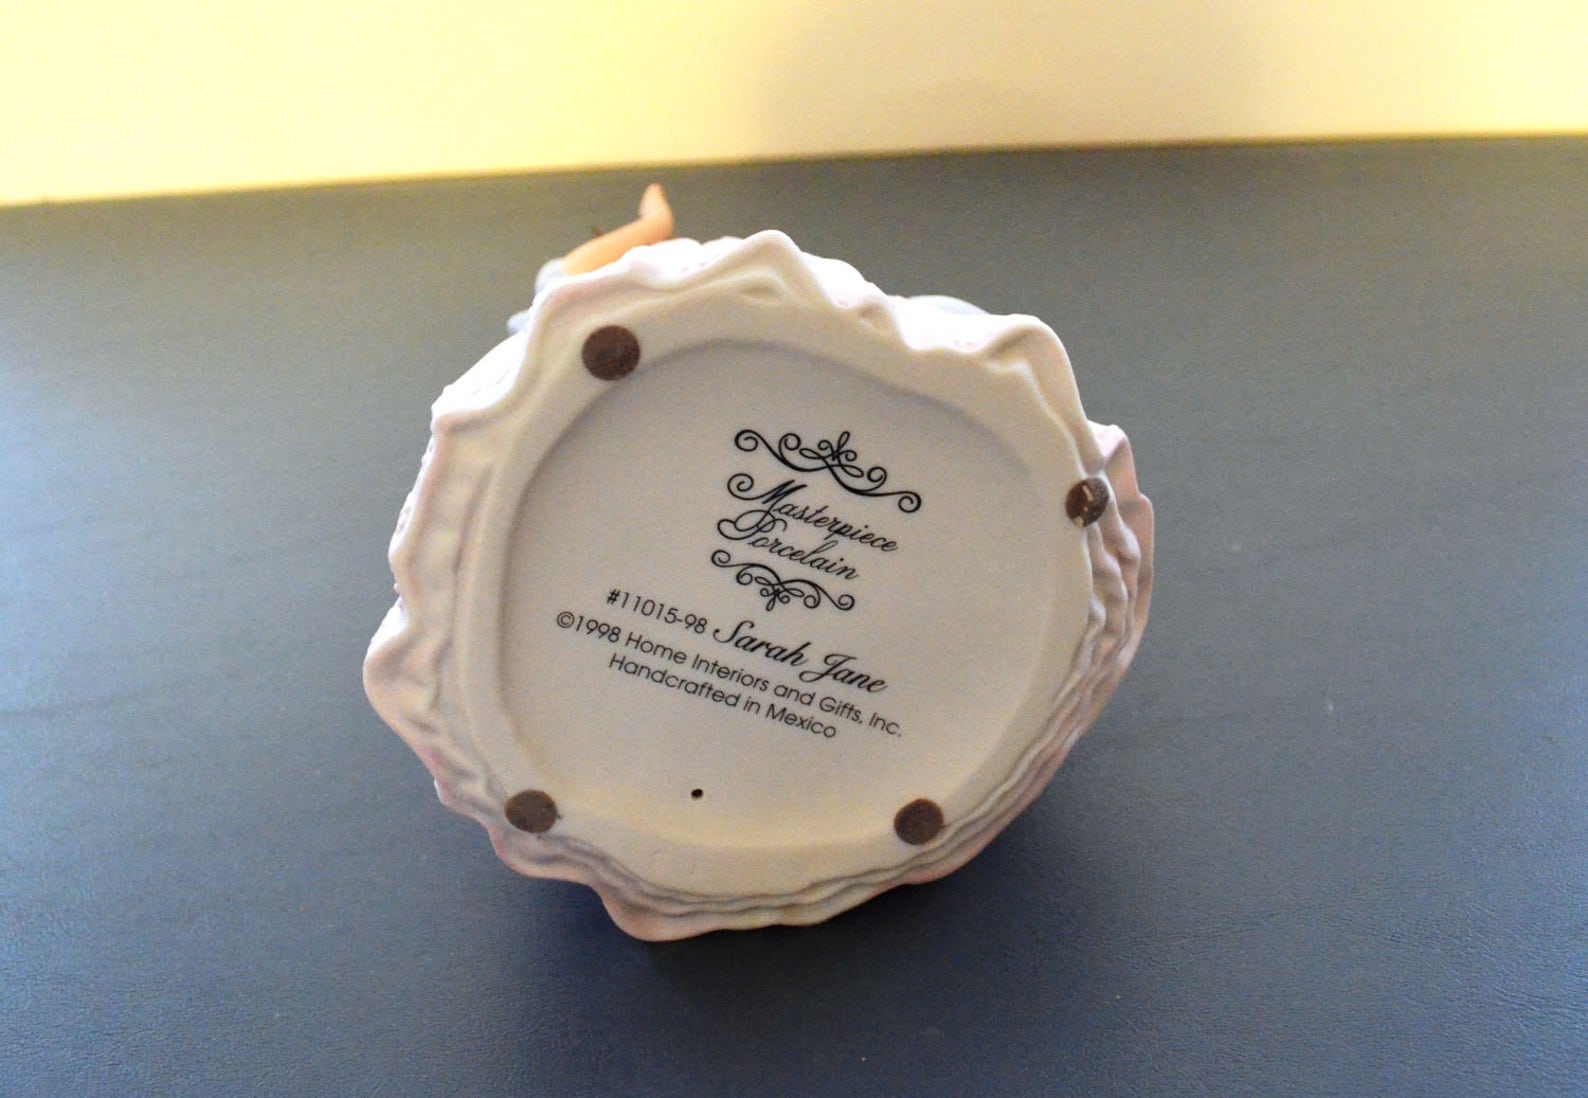 Masterpiece
Porcelain
#11015-98 Sarah Jane
©1998 Home Interiors and Gifts, Inc.
Handcrafted in Mexico